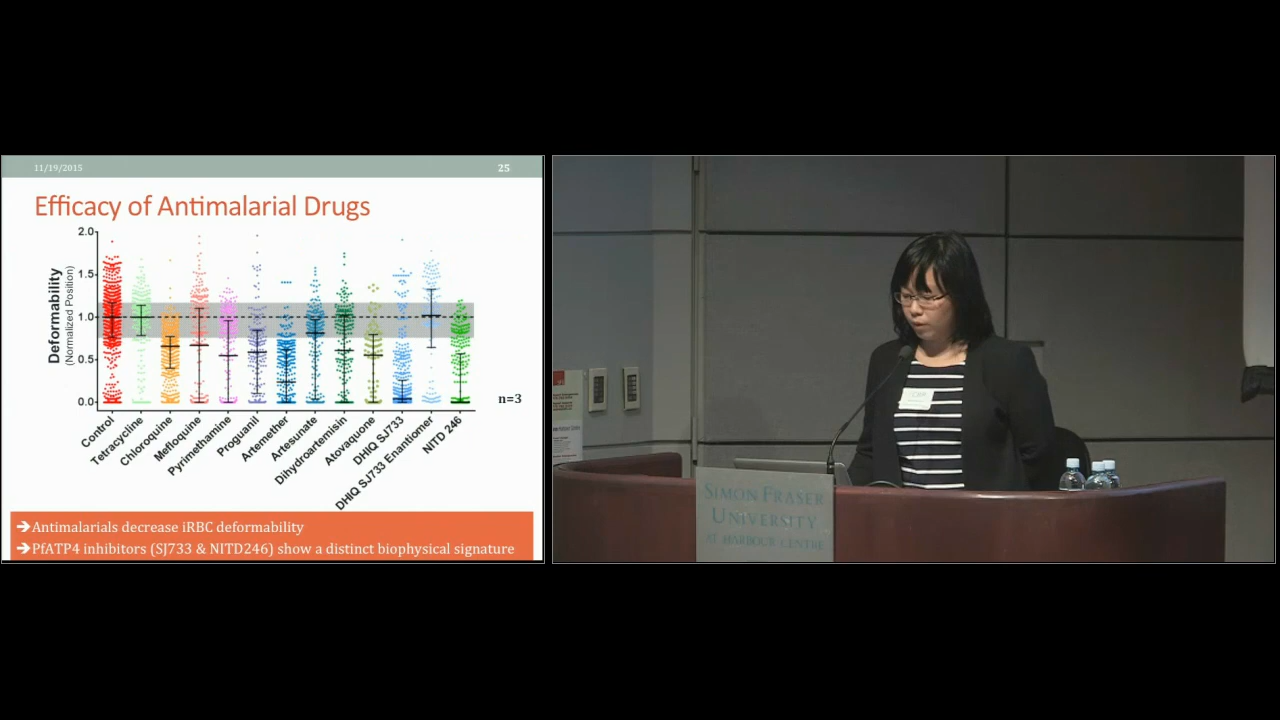 11/19/2015
25
Efficacy of Antimalarial Drugs
2.0
1.5
1.0
0.5
0.0
Deformability
(Normalized Position)
n=3
Control
Tetracycline
Chloroquine
Mefloquine
Pyrimethamine
Proguanil
Artemether
Artesunate
Dihydroartemisin
Atovaquone
DHIQ SJ733
DHIQ SJ733 Enantiomer
NITD 246
➔Antimalarials decrease iRBC deformability
➔PfATP4 inhibitors (SJ733 & NITD246) show a distinct biophysical signature
SIMON FRASER
UNIVERSITY
AT HARBOUR CENTRE